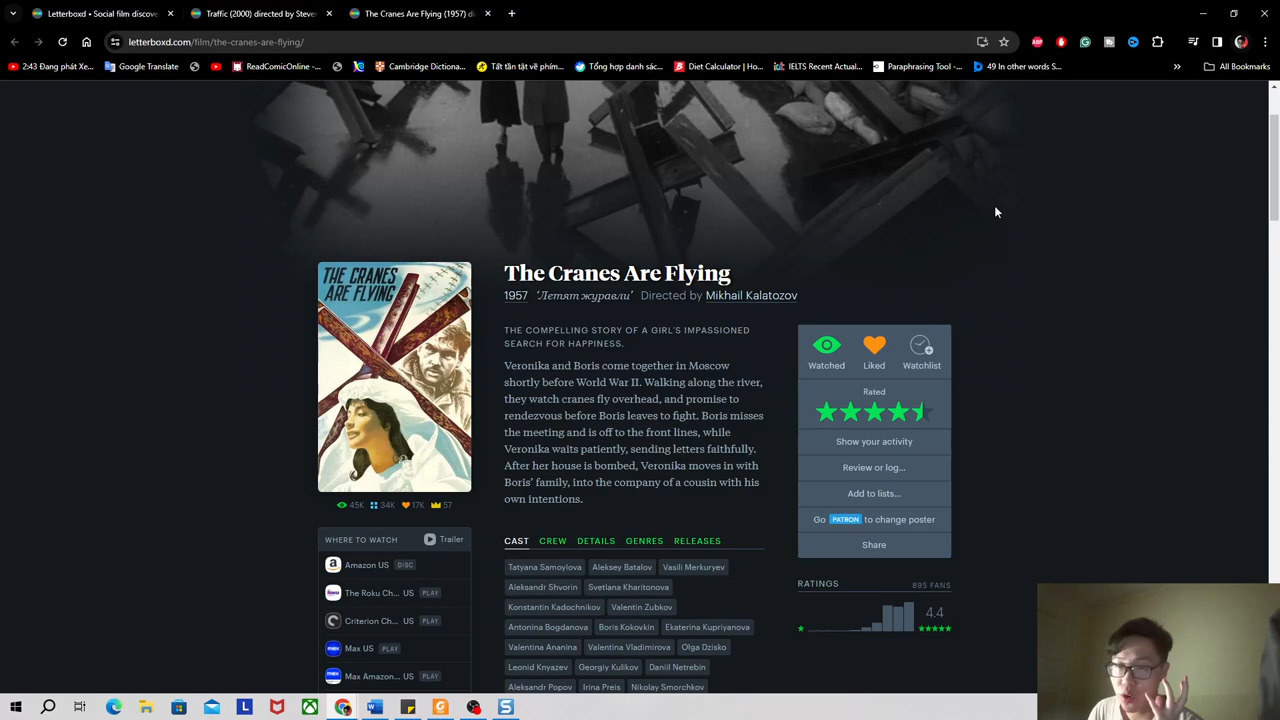 Letterboxd • Social film discov
Traffic (2000) directed by Steve
The Cranes Are Flying (1957) di
letterboxd.com/film/the-cranes-are-flying/
2:43 Đang phát Xe...
Google Translate
ReadComicOnline -...
Cambridge Dictiona...
Tất tần tật về phím...
Tổng hợp danh sác...
Diet Calculator | Ho...
IELTS Recent Actual...
Paraphrasing Tool -...
49 In other words S...
»
All Bookmarks
THE CRANES
ARE FLYING
The Cranes Are Flying
1957 ‘Летят журавли’ Directed by Mikhail Kalatozov
THE COMPELLING STORY OF A GIRL'S IMPASSIONED
SEARCH FOR HAPPINESS.
Veronika and Boris come together in Moscow
shortly before World War II. Walking along the river,
they watch cranes fly overhead, and promise to
rendezvous before Boris leaves to fight. Boris misses
the meeting and is off to the front lines, while
Veronika waits patiently, sending letters faithfully.
After her house is bombed, Veronika moves in with
Boris’ family, into the company of a cousin with his
own intentions.
Watched
Liked
Watchlist
Rated
Show your activity
Review or log...
Add to lists...
Go PATRON to change poster
Share
45K 34K 17K 57
WHERE TO WATCH Trailer
Amazon US DISC
The Roku Ch... US PLAY
Criterion Ch... US PLAY
Max US PLAY
Max Amazon... US PLAY
CAST CREW DETAILS GENRES RELEASES
Tatyana Samoylova Aleksey Batalov Vasili Merkuryev
Aleksandr Shvorin Svetlana Kharitonova
Konstantin Kadochnikov Valentin Zubkov
Antonina Bogdanova Boris Kokovkin Ekaterina Kupriyanova
Valentina Ananina Valentina Vladimirova Olga Dzisko
Leonid Knyazev Georgiy Kulikov Daniil Netrebin
Aleksandr Popov Irina Preis Nikolay Smorchkov
RATINGS 895 FANS
4.4